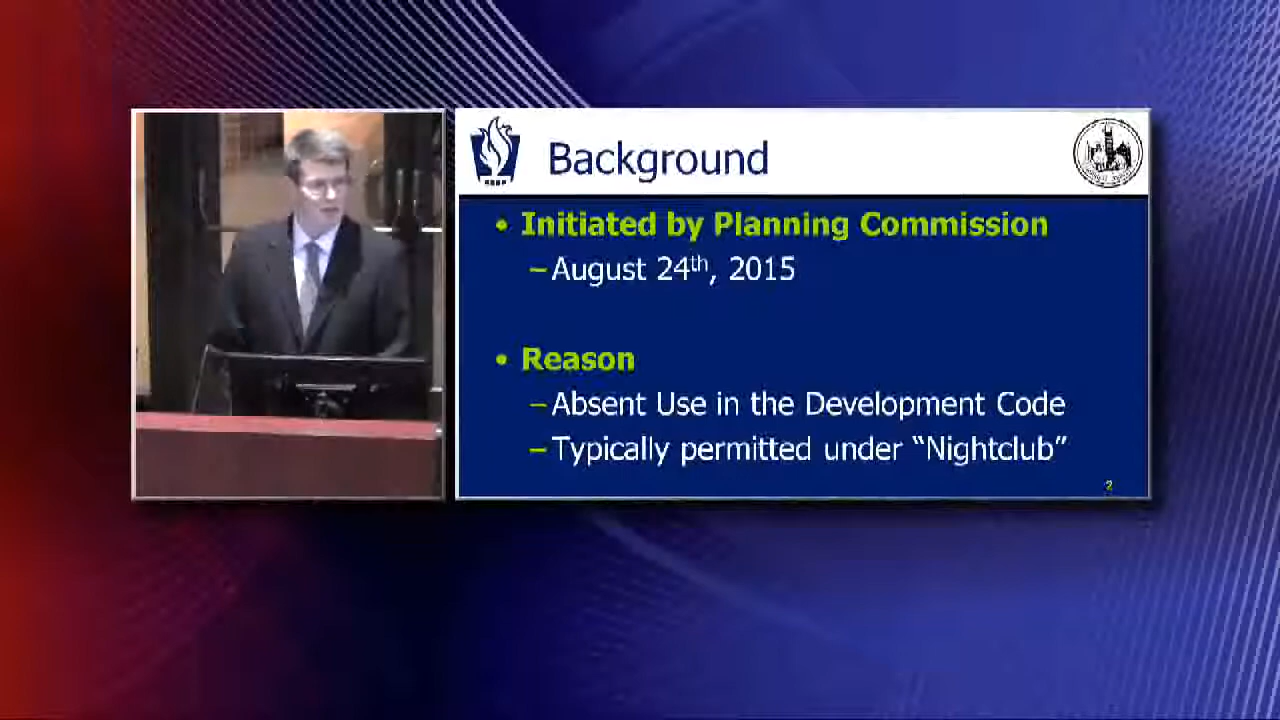 Background
• Initiated by Planning Commission
–August 24th, 2015
• Reason
–Absent Use in the Development Code
–Typically permitted under “Nightclub”
2